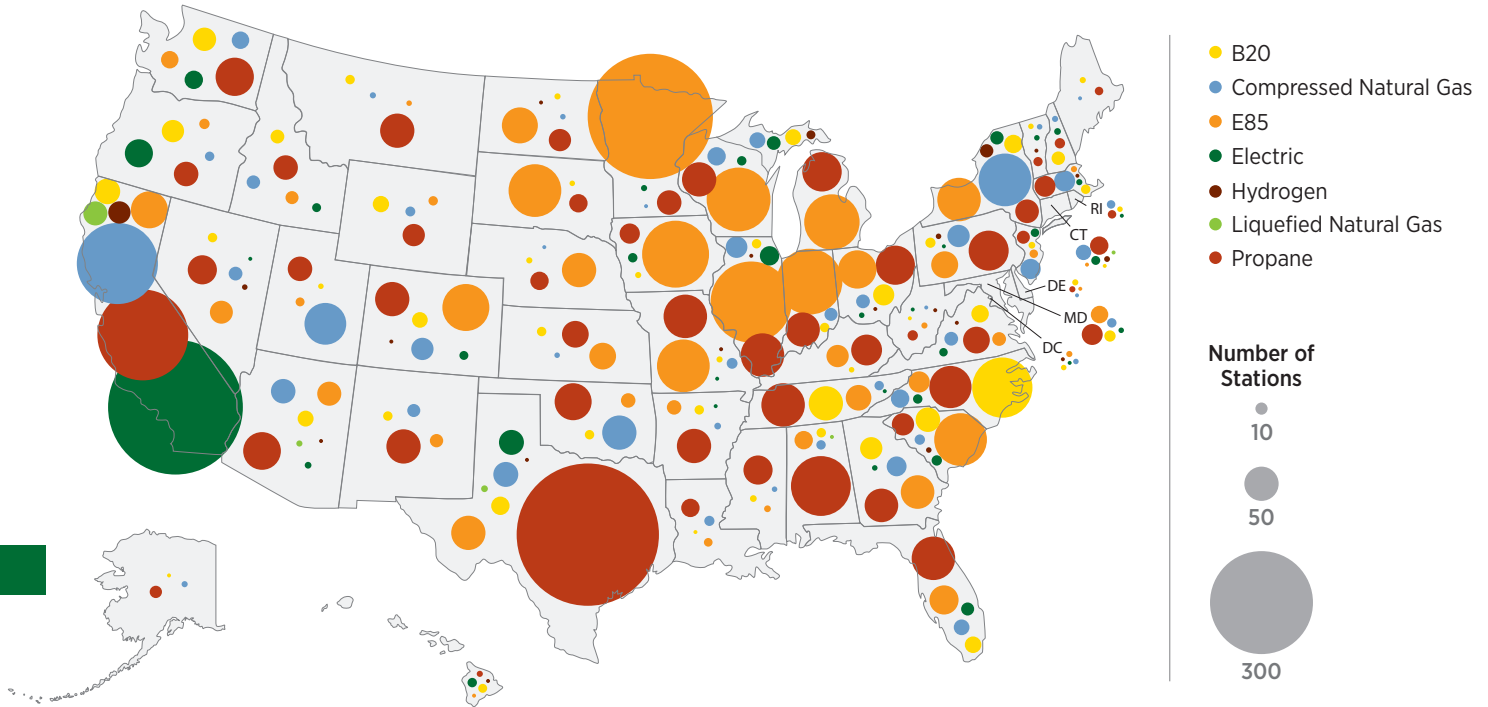 B20
Compressed Natural Gas
E85
Electric
Hydrogen
Liquefied Natural Gas
Propane
RI
CT
DE
MD
DC
Number of
Stations
10
50
300